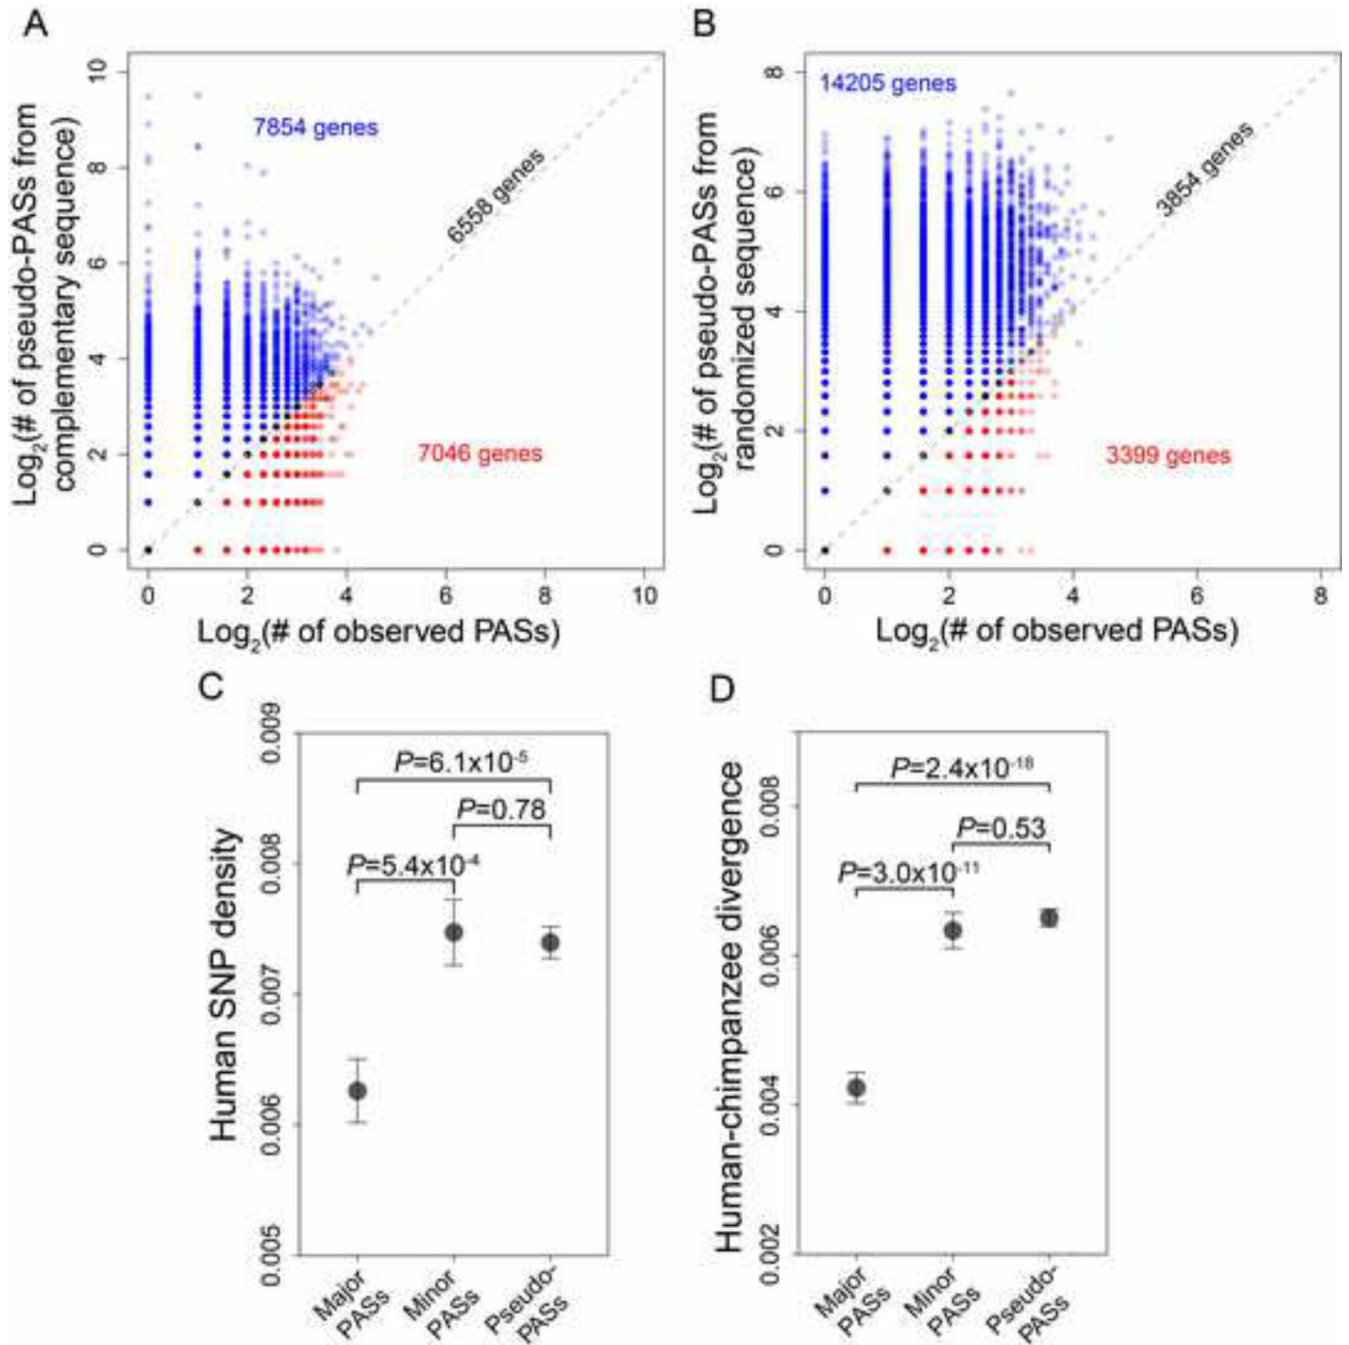 A
Log₂(# of pseudo-PASs from
complementary sequence)
10
8
6
4
2
0
7854 genes
6558 genes
7046 genes
0 2 4 6 8 10
Log₂(# of observed PASs)
B
Log₂(# of pseudo-PASs from
randomized sequence)
8
6
4
2
0
14205 genes
3854 genes
3399 genes
0 2 4 6 8
Log₂(# of observed PASs)
C
Human SNP density
0.009
0.008
0.007
0.006
0.005
P=6.1x10⁻⁵
P=0.78
P=5.4x10⁻⁴
Major
PASs
Minor
PASs
Pseudo-
PASs
D
Human-chimpanzee divergence
0.008
0.006
0.004
0.002
P=2.4x10⁻¹⁸
P=0.53
P=3.0x10⁻¹¹
Major
PASs
Minor
PASs
Pseudo-
PASs